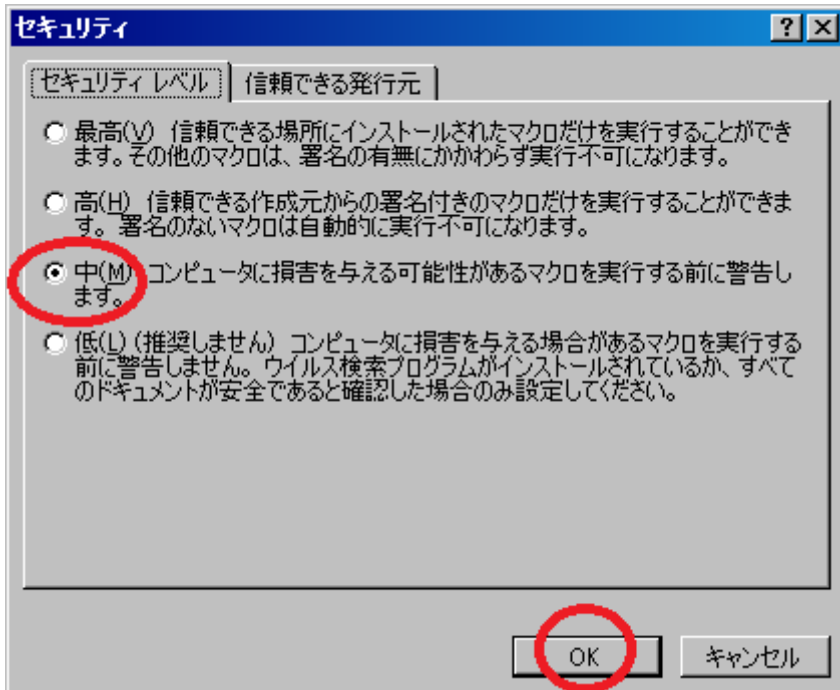 セキュリティ
セキュリティ レベル
信頼できる発行元
最高(V) 信頼できる場所にインストールされたマクロだけを実行することができ
ます。その他のマクロは、署名の有無にかかわらず実行不可になります。
高(H) 信頼できる作成元からの署名付きのマクロだけを実行することができま
す。 署名のないマクロは自動的に実行不可になります。
中(M) コンピュータに損害を与える可能性があるマクロを実行する前に警告し
ます。
低(L) (推奨しません) コンピュータに損害を与える場合があるマクロを実行する
前に警告しません。ウイルス検索プログラムがインストールされているか、すべて
のドキュメントが安全であると確認した場合のみ設定してください。
OK
キャンセル